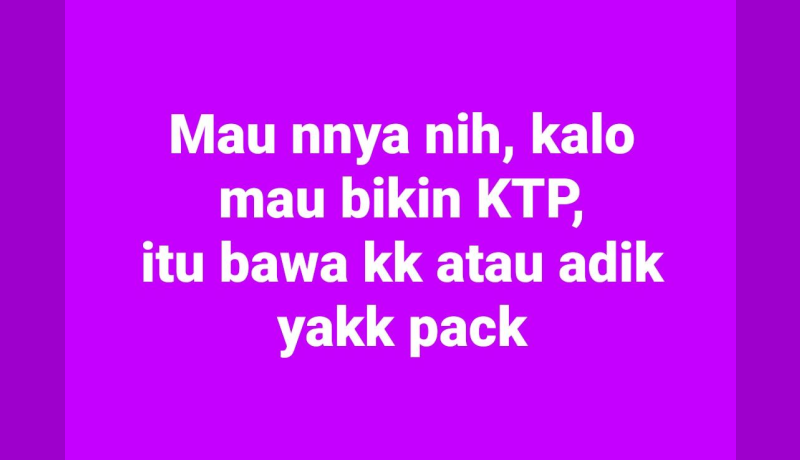 Mau nnya nih, kalo
mau bikin KTP,
itu bawa kk atau adik
yakk pack